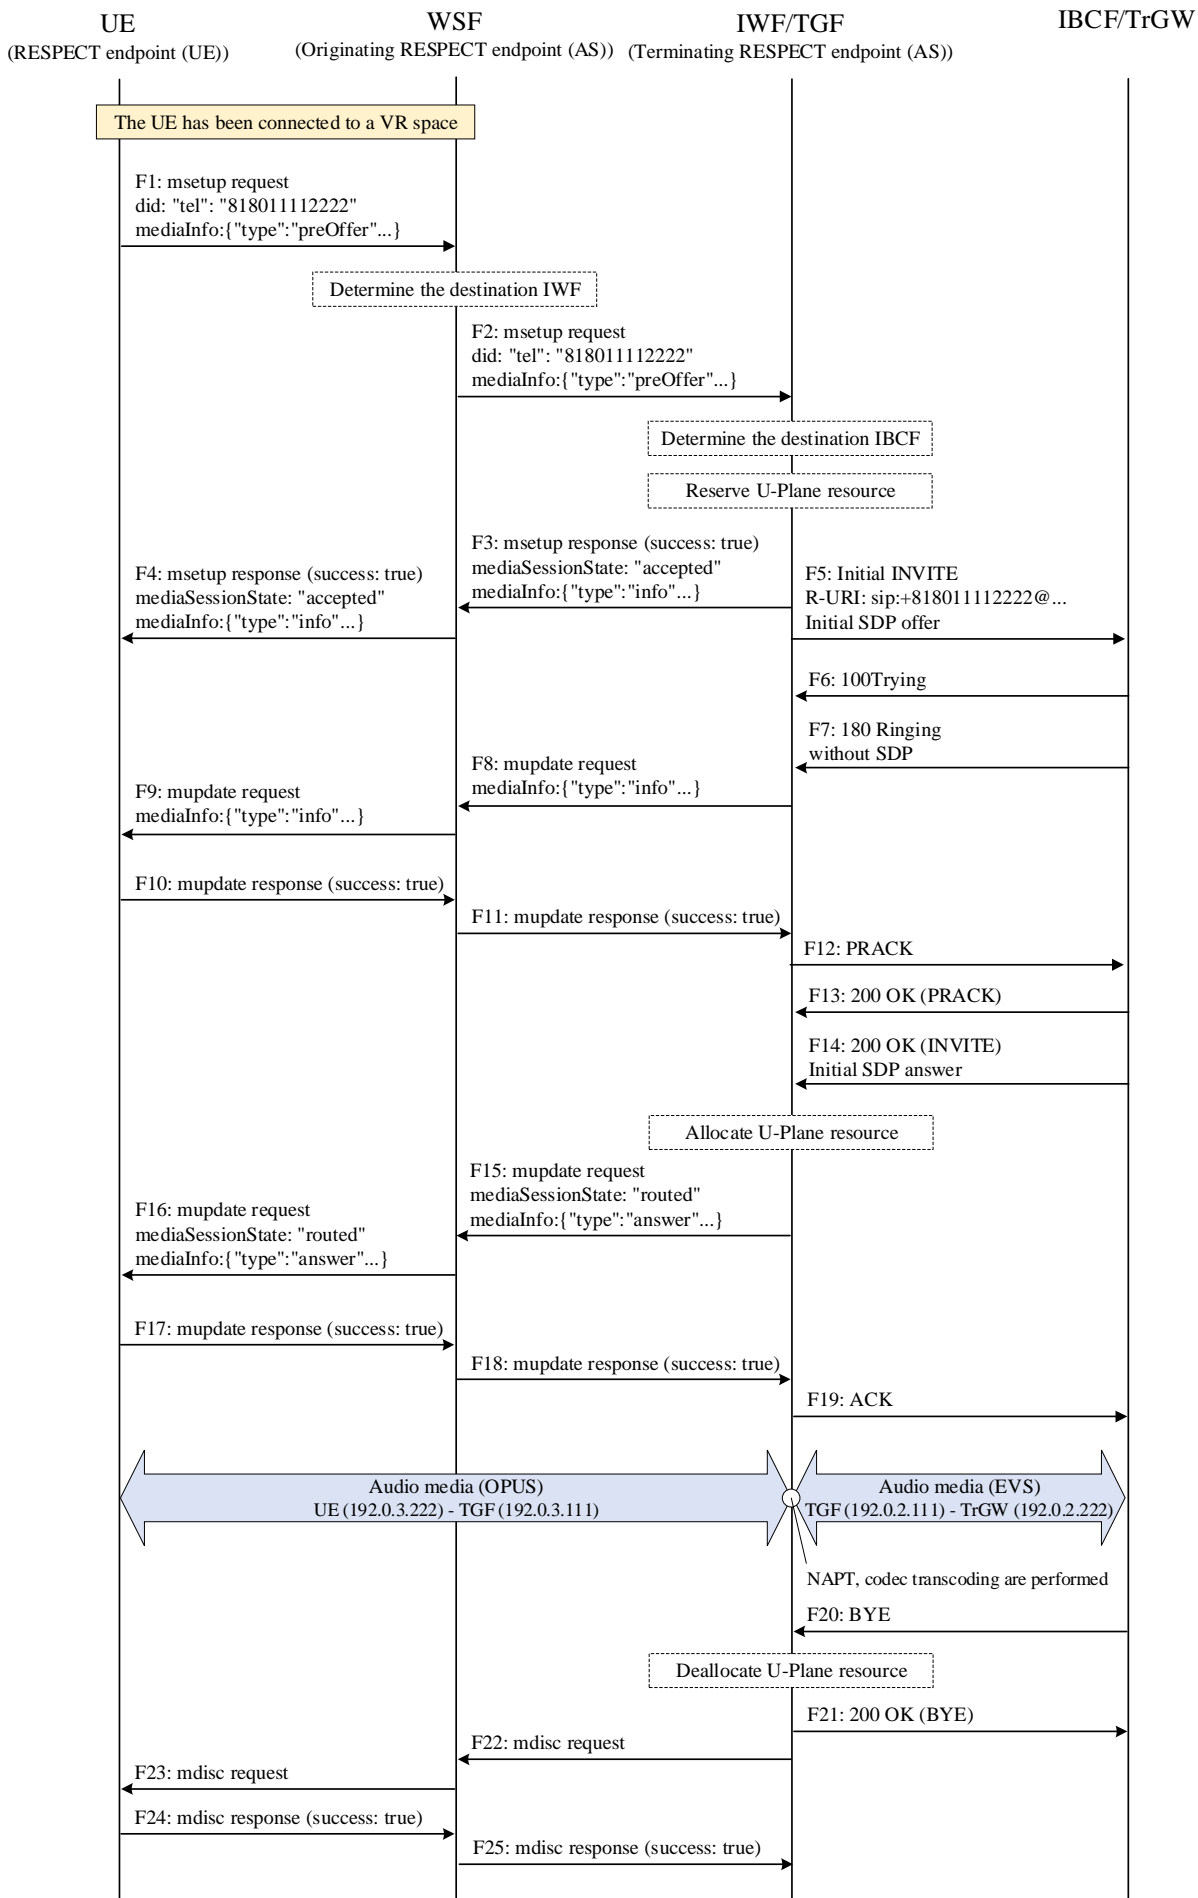 UE
WSF
IWF/TGF
IBCF/TrGW
(RESPECT endpoint (UE))
(Originating RESPECT endpoint (AS))
(Terminating RESPECT endpoint (AS))
The UE has been connected to a VR space
F1: msetup request
did: "tel": "818011112222"
mediaInfo:{"type":"preOffer"...}
Determine the destination IWF
F2: msetup request
did: "tel": "818011112222"
mediaInfo:{"type":"preOffer"...}
Determine the destination IBCF
Reserve U-Plane resource
F3: msetup response (success: true)
mediaSessionState: "accepted"
mediaInfo:{"type":"info"...}
F4: msetup response (success: true)
mediaSessionState: "accepted"
mediaInfo:{"type":"info"...}
F5: Initial INVITE
R-URI: sip:+818011112222@...
Initial SDP offer
F6: 100Trying
F7: 180 Ringing
without SDP
F8: mupdate request
mediaInfo:{"type":"info"...}
F9: mupdate request
mediaInfo:{"type":"info"...}
F10: mupdate response (success: true)
F11: mupdate response (success: true)
F12: PRACK
F13: 200 OK (PRACK)
F14: 200 OK (INVITE)
Initial SDP answer
Allocate U-Plane resource
F15: mupdate request
mediaSessionState: "routed"
mediaInfo:{"type":"answer"...}
F16: mupdate request
mediaSessionState: "routed"
mediaInfo:{"type":"answer"...}
F17: mupdate response (success: true)
F18: mupdate response (success: true)
F19: ACK
Audio media (OPUS)
UE (192.0.3.222) - TGF (192.0.3.111)
Audio media (EVS)
TGF (192.0.2.111) - TrGW (192.0.2.222)
NAPT, codec transcoding are performed
F20: BYE
Deallocate U-Plane resource
F21: 200 OK (BYE)
F22: mdisc request
F23: mdisc request
F24: mdisc response (success: true)
F25: mdisc response (success: true)